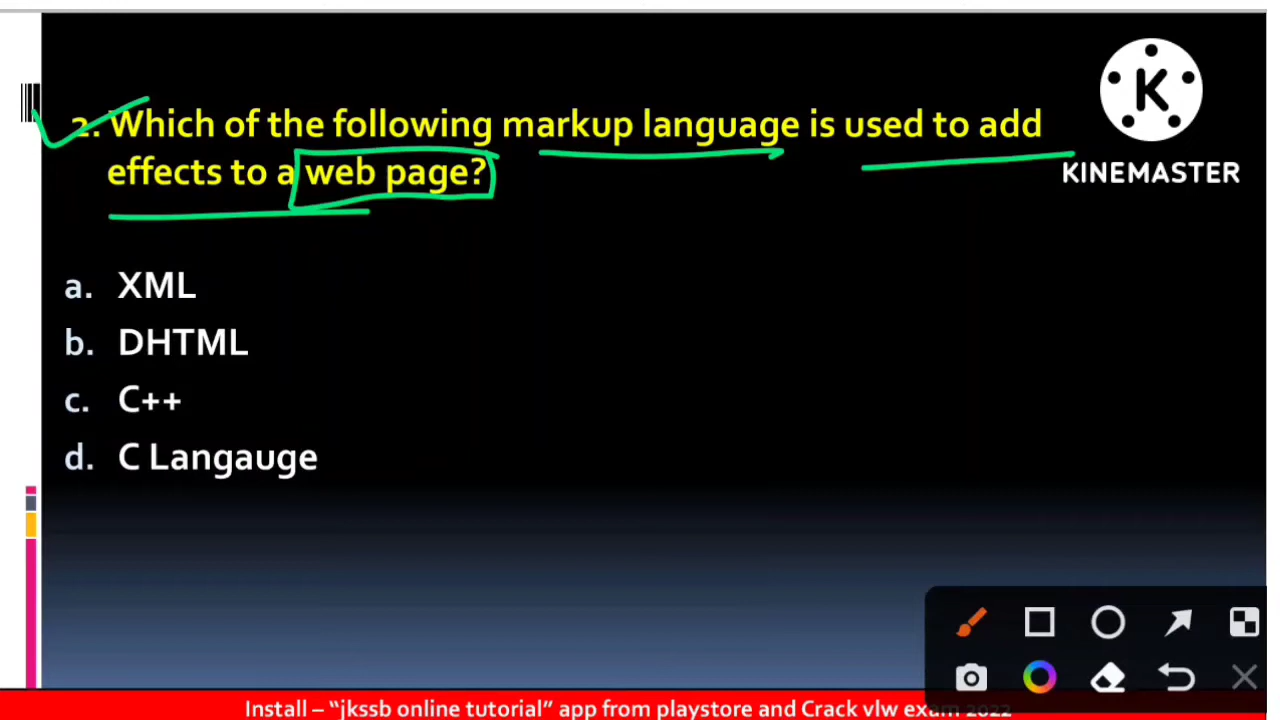 2. Which of the following markup language is used to add
effects to a web page?
KINEMASTER
a. XML
b. DHTML
c. C++
d. C Langauge
Install – “jkssb online tutorial” app from playstore and Crack vlw exam 2022